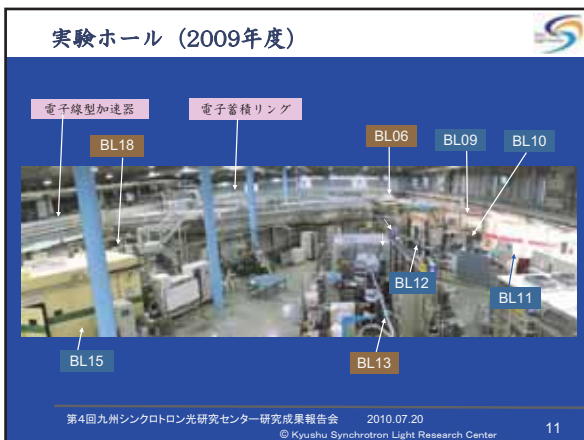 実験ホール（2009年度）
電子線型加速器
電子蓄積リング
BL18
BL06
BL09
BL10
BL12
BL11
BL15
BL13
第4回九州シンクロトロン光研究センター研究成果報告会 2010.07.20
© Kyushu Synchrotron Light Research Center
11